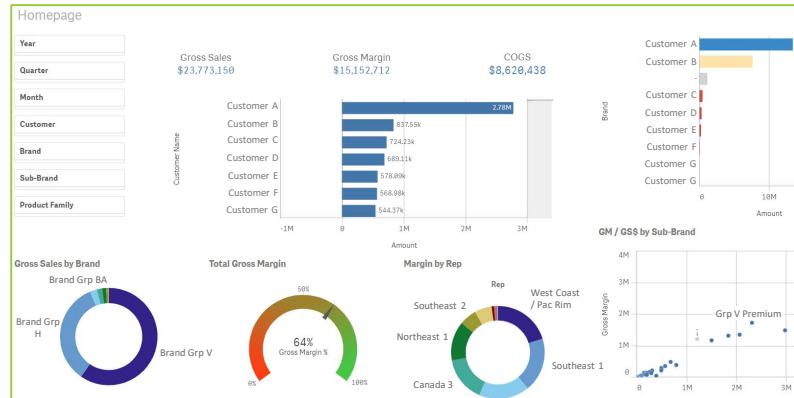 Homepage
Year
Quarter
Month
Customer
Brand
Sub-Brand
Product Family
Gross Sales
$23,773,150
Gross Margin
$15,152,712
COGS
$8,620,438
Customer Name
Customer A
Customer B
Customer C
Customer D
Customer E
Customer F
Customer G
2.78M
837.55k
724.23k
689.11k
578.09k
568.98k
544.37k
-1M
0
1M
2M
3M
Amount
Brand
Customer A
Customer B
-
Customer C
Customer D
Customer E
Customer F
Customer G
Customer G
0
10M
Amount
Gross Sales by Brand
Brand Grp BA
Brand Grp
H
Brand Grp V
Total Gross Margin
50%
64%
Gross Margin %
0%
100%
Margin by Rep
Rep
West Coast
/ Pac Rim
Southeast 2
Northeast 1
Canada 3
Southeast 1
GM / GS$ by Sub-Brand
Gross Margin
4M
3M
2M
1M
0
Grp V Premium
0
1M
2M
3M